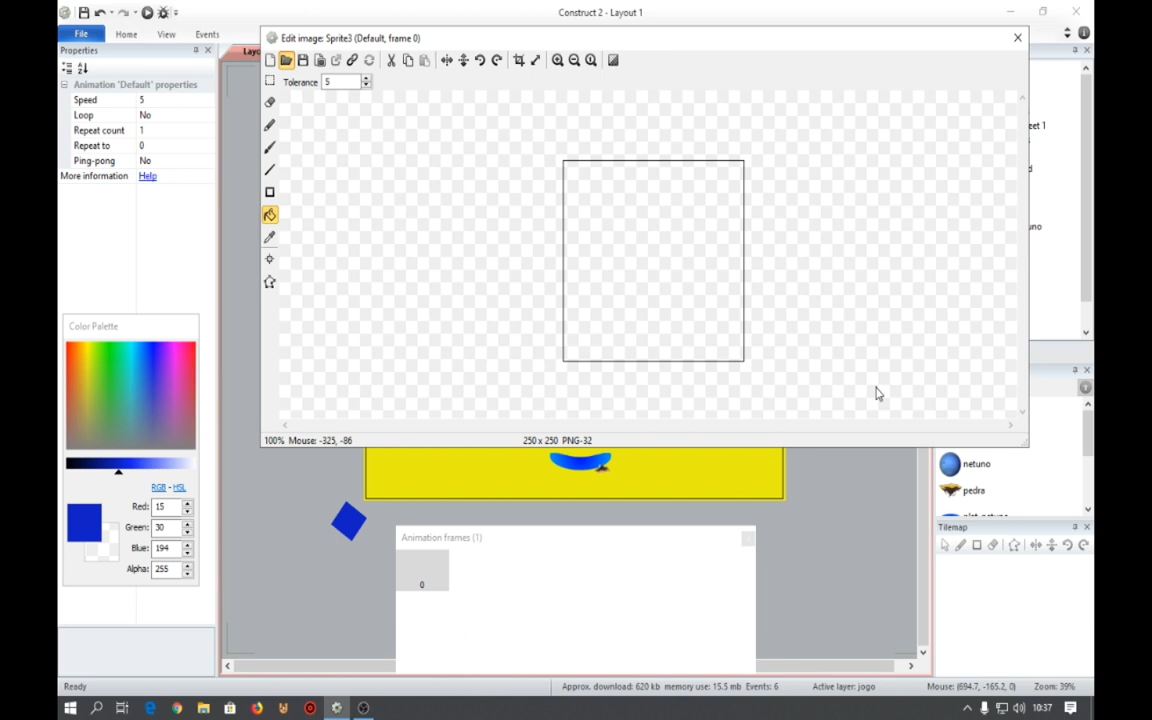 Construct 2 - Layout 1
File
Home
View
Events
Properties
Animation 'Default' properties
Speed 5
Loop No
Repeat count 1
Repeat to 0
Ping-pong No
More information Help
Edit image: Sprite3 (Default, frame 0)
Tolerance 5
100% Mouse: -325, -86
250 x 250 PNG-32
Color Palette
RGB - HSL
Red: 15
Green: 30
Blue: 194
Alpha: 255
Animation frames (1)
0
eet 1
netuno
pedra
Tilemap
Ready
Approx. download: 620 kb
memory use: 15.5 mb
Events: 6
Active layer: jogo
Mouse: (694.7, -165.2, 0)
Zoom: 39%
10:37